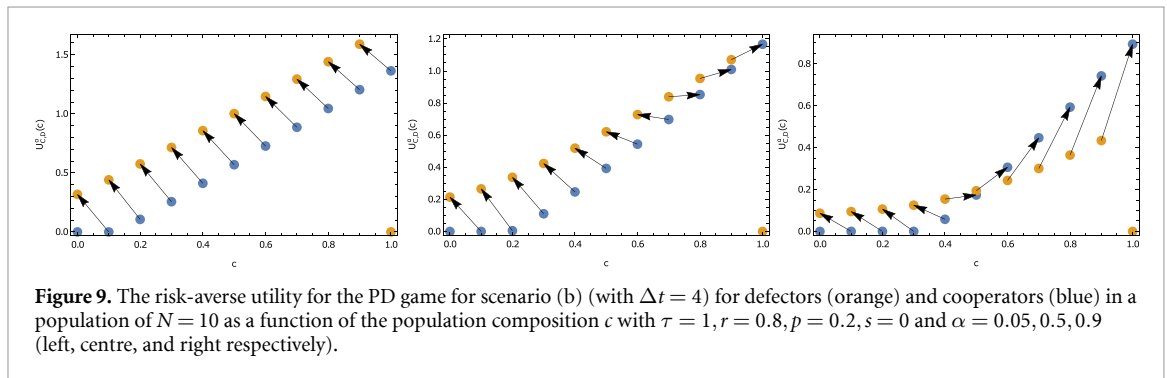 1.5
1.0
0.5
0.0
U^α_{C,D}(c)
0.0 0.2 0.4 0.6 0.8 1.0
c
1.2
1.0
0.8
0.6
0.4
0.2
0.0
U^α_{C,D}(c)
0.0 0.2 0.4 0.6 0.8 1.0
c
0.8
0.6
0.4
0.2
0.0
U^α_{C,D}(c)
0.0 0.2 0.4 0.6 0.8 1.0
c
Figure 9. The risk-averse utility for the PD game for scenario (b) (with Δt = 4) for defectors (orange) and cooperators (blue) in a
population of N = 10 as a function of the population composition c with τ = 1, r = 0.8, p = 0.2, s = 0 and α = 0.05, 0.5, 0.9
(left, centre, and right respectively).